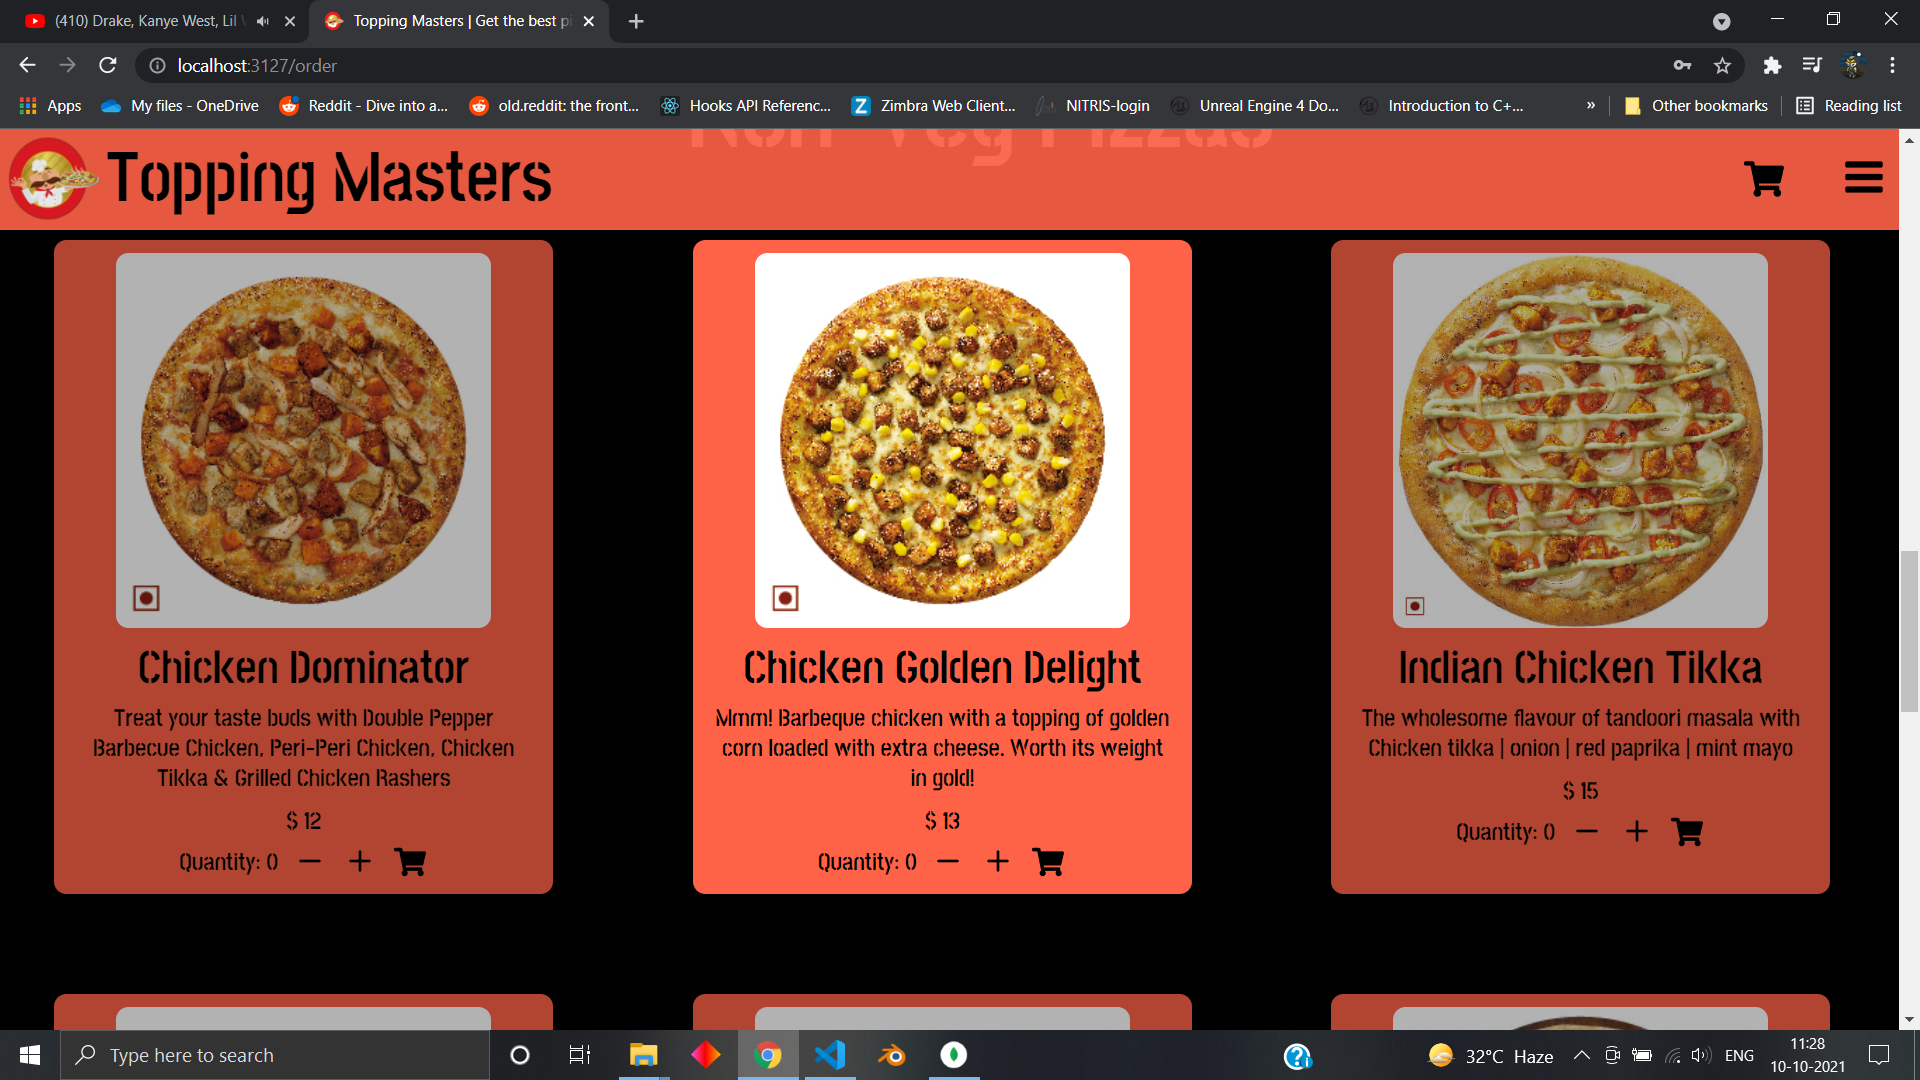 (410) Drake, Kanye West, Lil
Topping Masters | Get the best pi
localhost:3127/order
Apps
My files - OneDrive
Reddit - Dive into a...
old.reddit: the front...
Hooks API Referenc...
Zimbra Web Client...
NITRIS-login
Unreal Engine 4 Do...
Introduction to C+...
»
Other bookmarks
Reading list
Non-Veg Pizzas
Topping Masters
Chicken Dominator
Treat your taste buds with Double Pepper
Barbecue Chicken, Peri-Peri Chicken, Chicken
Tikka & Grilled Chicken Rashers
$ 12
Quantity: 0 − +
Chicken Golden Delight
Mmm! Barbeque chicken with a topping of golden
corn loaded with extra cheese. Worth its weight
in gold!
$ 13
Quantity: 0 − +
Indian Chicken Tikka
The wholesome flavour of tandoori masala with
Chicken tikka | onion | red paprika | mint mayo
$ 15
Quantity: 0 − +
Type here to search
32°C Haze
ENG
11:28
10-10-2021